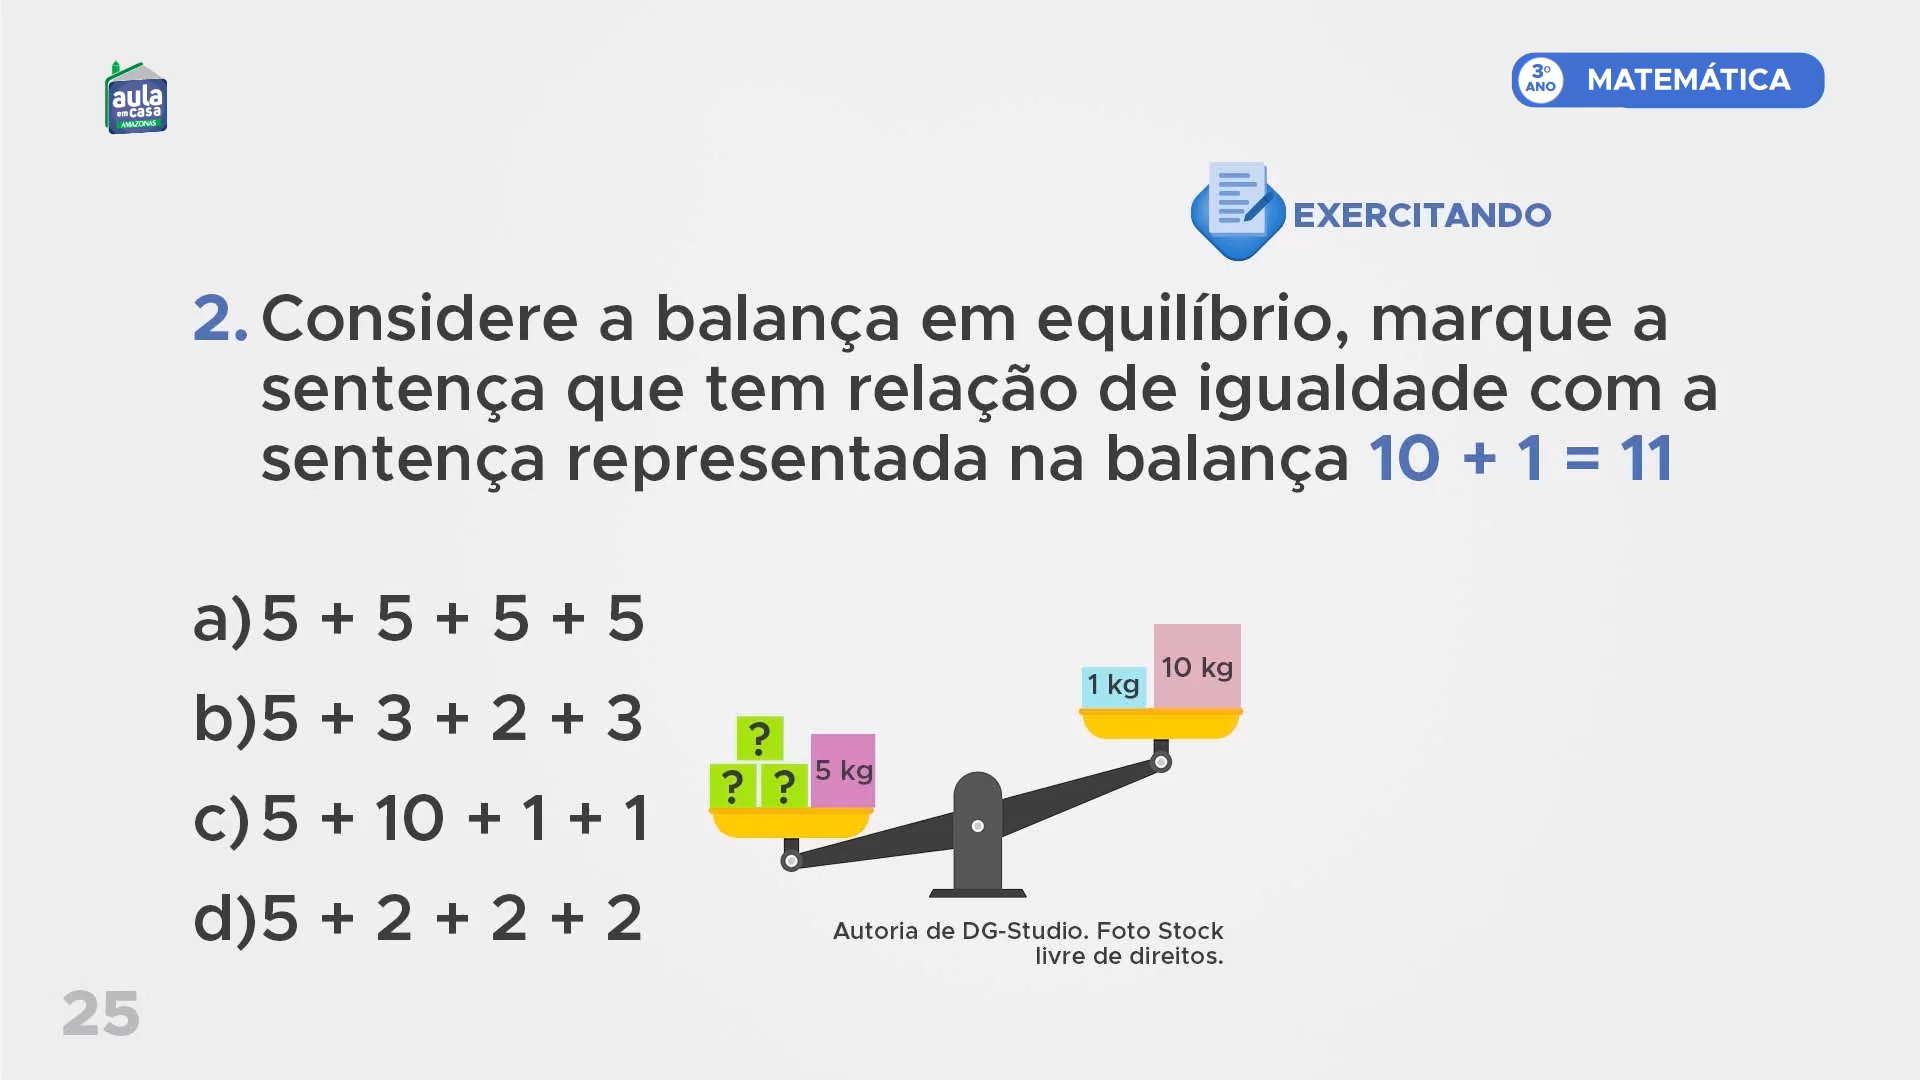 aula
em casa
AMAZONAS
3º
ANO
MATEMÁTICA
EXERCITANDO
2. Considere a balança em equilíbrio, marque a
sentença que tem relação de igualdade com a
sentença representada na balança 10 + 1 = 11
a) 5 + 5 + 5 + 5
b) 5 + 3 + 2 + 3
c) 5 + 10 + 1 + 1
d) 5 + 2 + 2 + 2
1 kg
10 kg
?
? ?
5 kg
Autoria de DG-Studio. Foto Stock
livre de direitos.
25